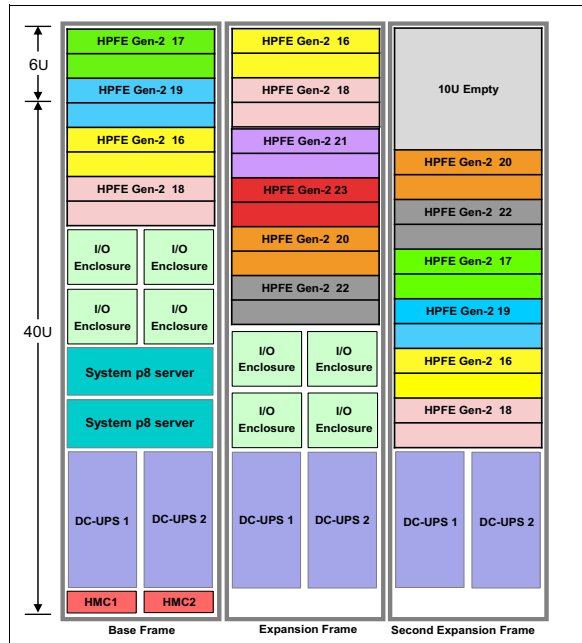 6U
40U
HPFE Gen-2 17
HPFE Gen-2 19
HPFE Gen-2 16
HPFE Gen-2 18
I/O
Enclosure
I/O
Enclosure
I/O
Enclosure
I/O
Enclosure
System p8 server
System p8 server
DC-UPS 1
DC-UPS 2
HMC1
HMC2
Base Frame
HPFE Gen-2 16
HPFE Gen-2 18
HPFE Gen-2 21
HPFE Gen-2 23
HPFE Gen-2 20
HPFE Gen-2 22
I/O
Enclosure
I/O
Enclosure
I/O
Enclosure
I/O
Enclosure
DC-UPS 1
DC-UPS 2
Expansion Frame
10U Empty
HPFE Gen-2 20
HPFE Gen-2 22
HPFE Gen-2 17
HPFE Gen-2 19
HPFE Gen-2 16
HPFE Gen-2 18
DC-UPS 1
DC-UPS 2
Second Expansion Frame